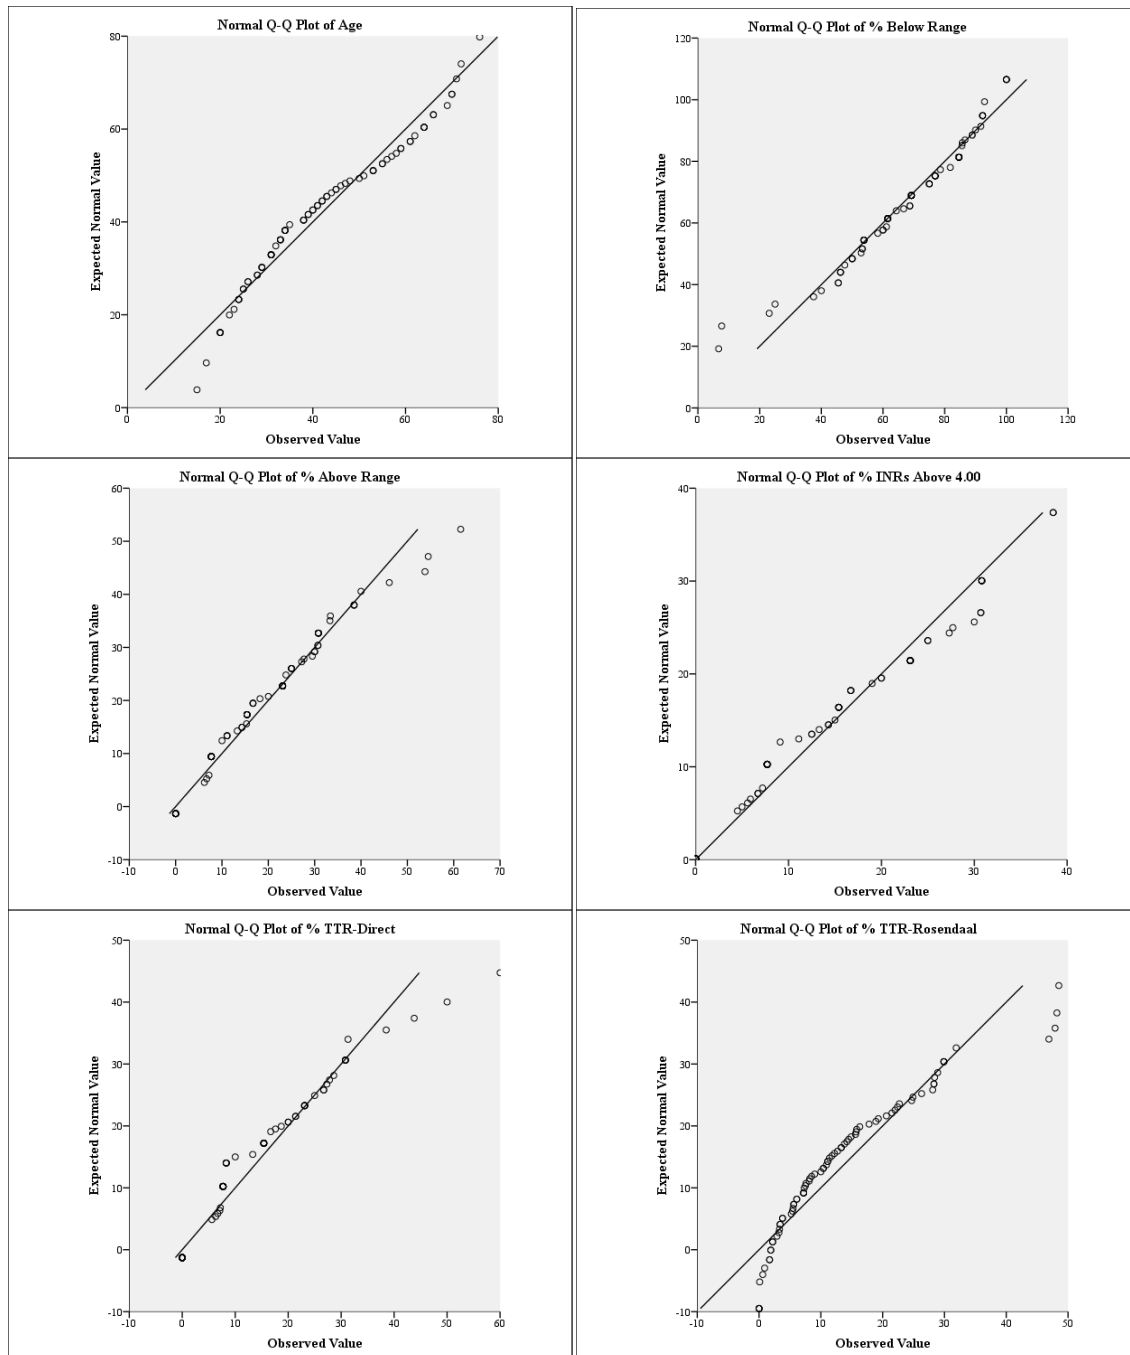 Normal Q-Q Plot of Age
80
60
40
20
0
0 20 40 60 80
Expected Normal Value
Observed Value
Normal Q-Q Plot of % Below Range
120
100
80
60
40
20
0
0 20 40 60 80 100 120
Expected Normal Value
Observed Value
Normal Q-Q Plot of % Above Range
60
50
40
30
20
10
0
-10
-10 0 10 20 30 40 50 60 70
Expected Normal Value
Observed Value
Normal Q-Q Plot of % INRs Above 4.00
40
30
20
10
0
0 10 20 30 40
Expected Normal Value
Observed Value
Normal Q-Q Plot of % TTR-Direct
50
40
30
20
10
0
-10
-10 0 10 20 30 40 50 60
Expected Normal Value
Observed Value
Normal Q-Q Plot of % TTR-Rosendaal
50
40
30
20
10
0
-10
-10 0 10 20 30 40 50
Expected Normal Value
Observed Value